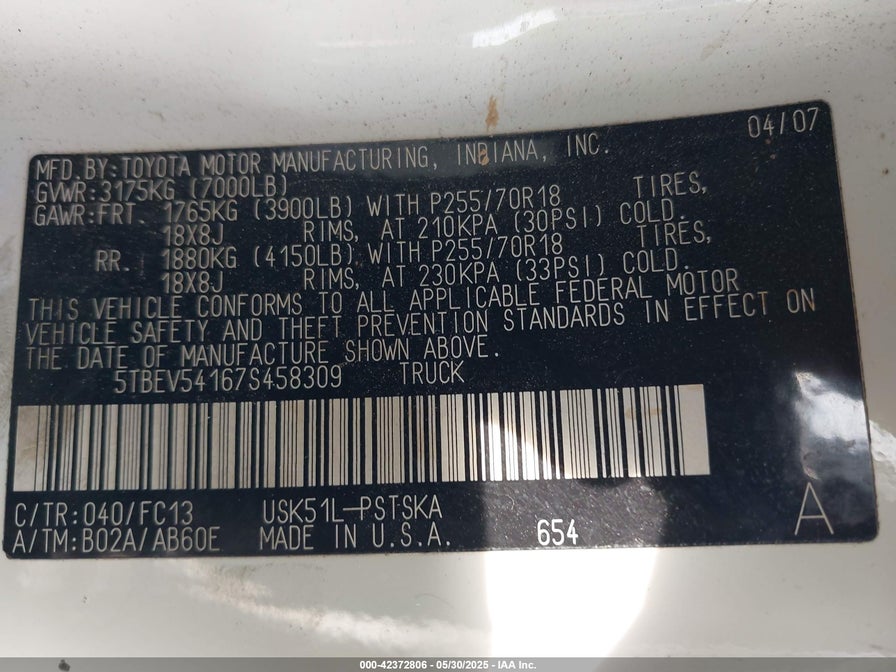 04/07
MFD.BY:TOYOTA MOTOR MANUFACTURING, INDIANA, INC.
GVWR:3175KG (7000LB)
GAWR:FRT. 1765KG (3900LB) WITH P255/70R18 TIRES,
18X8J RIMS, AT 210KPA (30PSI) COLD.
RR. 1880KG (4150LB) WITH P255/70R18 TIRES,
18X8J RIMS, AT 230KPA (33PSI) COLD.
THIS VEHICLE CONFORMS TO ALL APPLICABLE FEDERAL MOTOR
VEHICLE SAFETY AND THEFT PREVENTION STANDARDS IN EFFECT ON
THE DATE OF MANUFACTURE SHOWN ABOVE.
5TBEV54167S458309 TRUCK
C/TR:040/FC13 USK51L-PSTSKA
A/TM:B02A/AB60E MADE IN U.S.A. 654 A
000-42372806 - 05/30/2025 - IAA Inc.